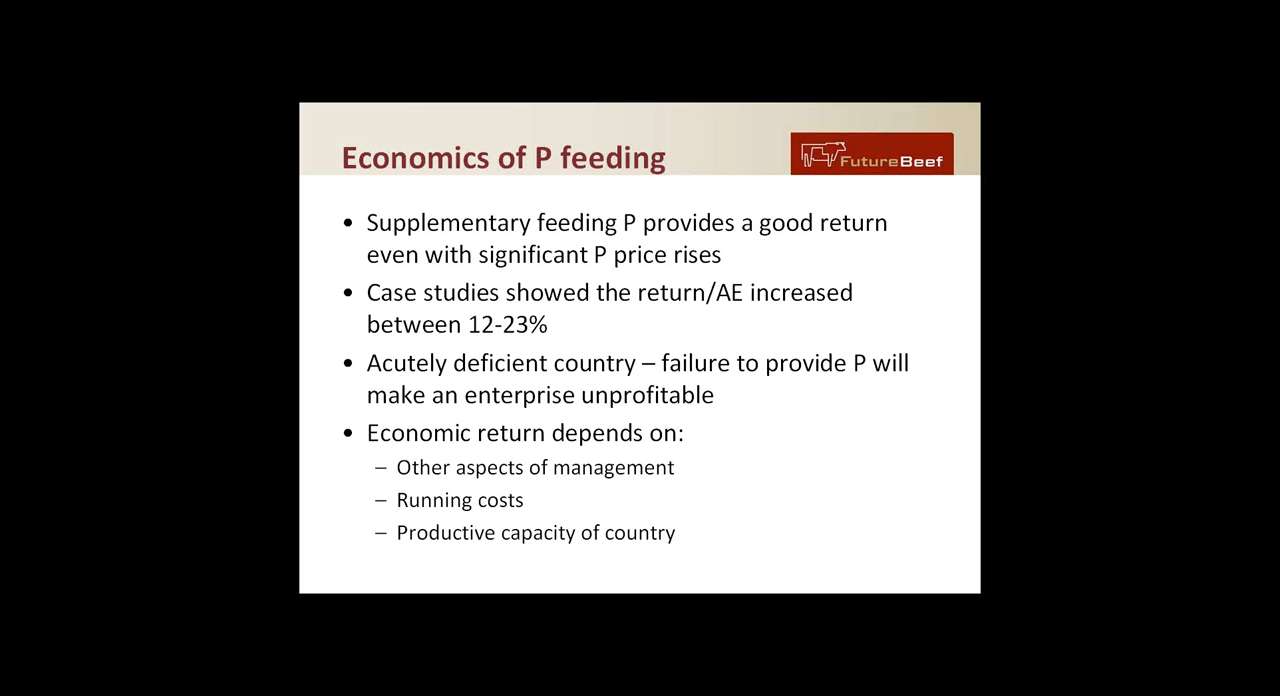 Economics of P feeding
FutureBeef
• Supplementary feeding P provides a good return
even with significant P price rises
• Case studies showed the return/AE increased
between 12-23%
• Acutely deficient country – failure to provide P will
make an enterprise unprofitable
• Economic return depends on:
– Other aspects of management
– Running costs
– Productive capacity of country